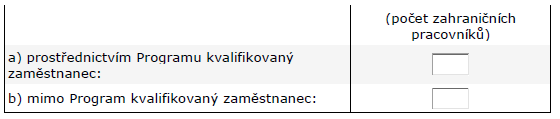 (počet zahraničních
pracovníků)
a) prostřednictvím Programu kvalifikovaný
zaměstnanec:
b) mimo Program kvalifikovaný zaměstnanec: